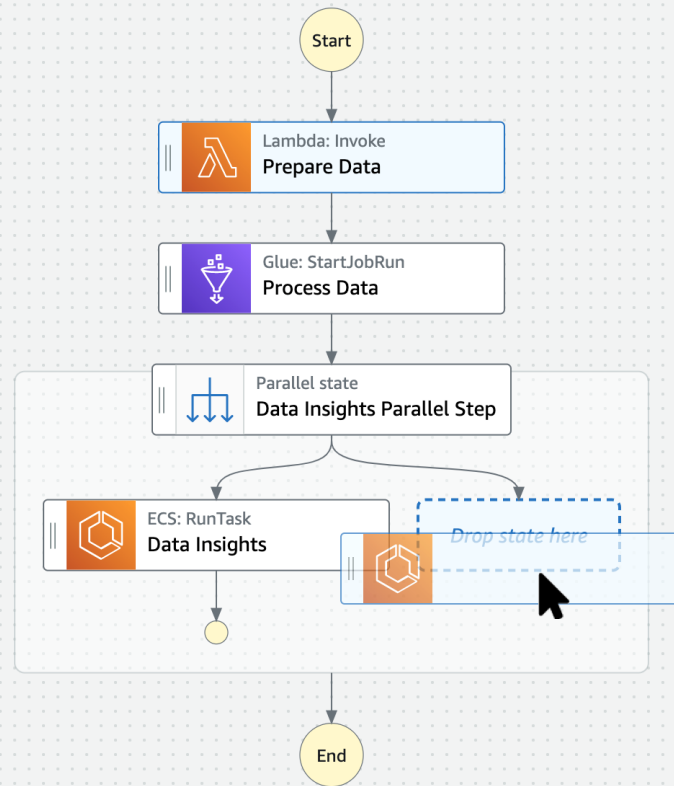 Start
Lambda: Invoke
Prepare Data
Glue: StartJobRun
Process Data
Parallel state
Data Insights Parallel Step
ECS: RunTask
Data Insights
Drop state here
End